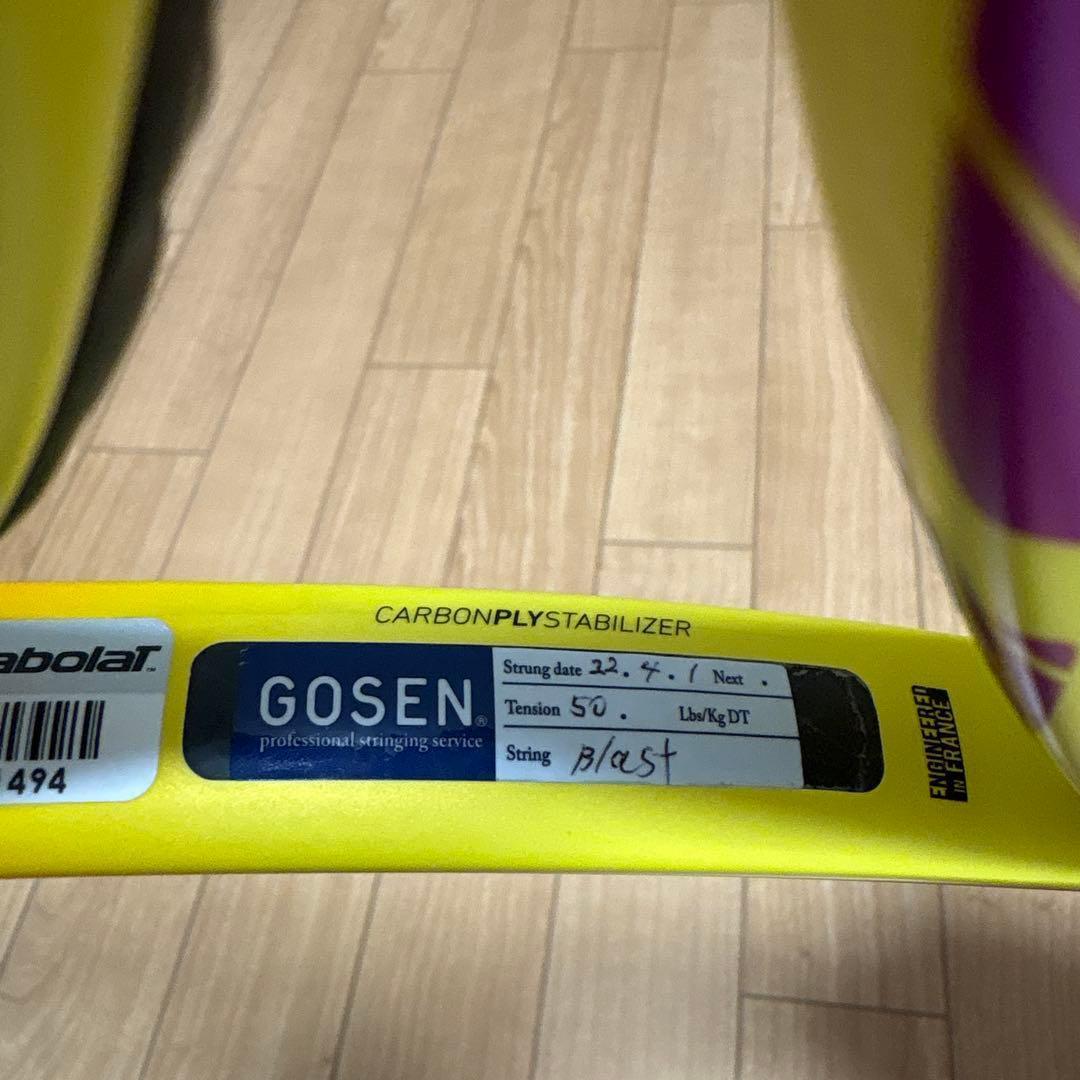 CARBONPLYSTABILIZER
abolaT™
494
GOSEN®
professional stringing service
Strung date 22.4.1 Next .
Tension 50. Lbs/Kg DT
String Blast
ENGINEERED
IN FRANCE